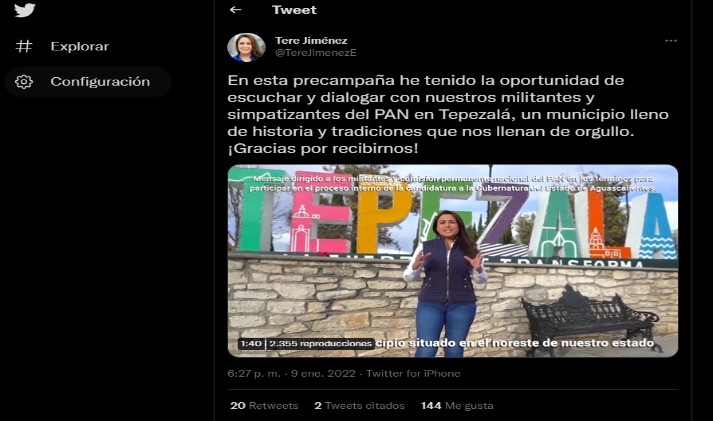 Tweet
Explorar
Configuración
Tere Jiménez
@TereJimenezE
En esta precampaña he tenido la oportunidad de
escuchar y dialogar con nuestros militantes y
simpatizantes del PAN en Tepezalá, un municipio lleno
de historia y tradiciones que nos llenan de orgullo.
¡Gracias por recibirnos!
Mensaje dirigido a los militantes y comisión permanente nacional del PAN en los términos para
participar en el proceso interno de la candidatura a la Gubernatura del Estado de Aguascalientes
TEPEZALA
TRANSFORMA
1:40 | 2.355 reproducciones
cipio situado en el noreste de nuestro estado
6:27 p. m. · 9 ene. 2022 · Twitter for iPhone
20 Retweets 2 Tweets citados 144 Me gusta